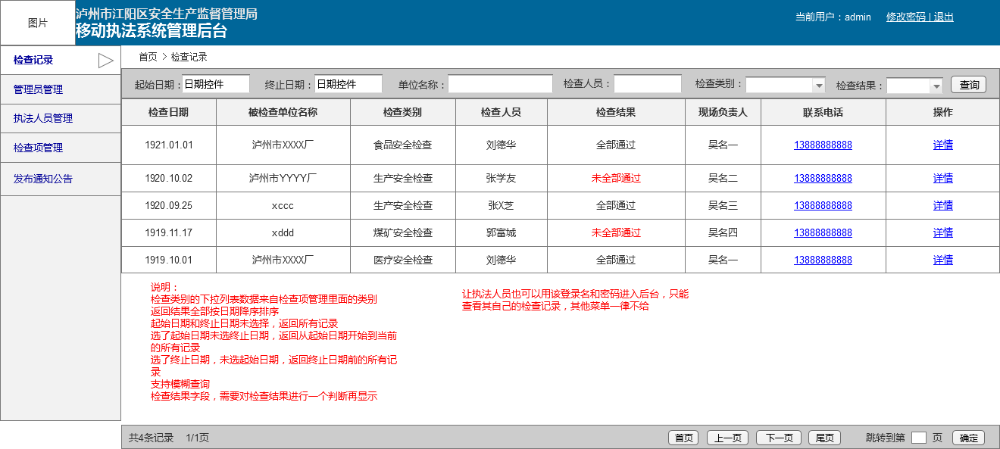 图片
泸州市江阳区安全生产监督管理局
移动执法系统管理后台
当前用户：admin 修改密码 | 退出
检查记录
管理员管理
执法人员管理
检查项管理
发布通知公告
首页 > 检查记录
起始日期： 日期控件 终止日期： 日期控件 单位名称： 检查人员： 检查类别： 检查结果： 查询
检查日期 被检查单位名称 检查类别 检查人员 检查结果 现场负责人 联系电话 操作
1921.01.01 泸州市XXXX厂 食品安全检查 刘德华 全部通过 吴名一 13888888888 详情
1920.10.02 泸州市YYYY厂 生产安全检查 张学友 未全部通过 吴名二 13888888888 详情
1920.09.25 xccc 生产安全检查 张X芝 全部通过 吴名三 13888888888 详情
1919.11.17 xddd 煤矿安全检查 郭富城 未全部通过 吴名四 13888888888 详情
1919.10.01 泸州市XXXX厂 医疗安全检查 刘德华 全部通过 吴名一 13888888888 详情
说明：
检查类别的下拉列表数据来自检查项管理里面的类别
返回结果全部按日期降序排序
起始日期和终止日期未选择，返回所有记录
选了起始日期未选终止日期，返回从起始日期开始到当前
的所有记录
选了终止日期，未选起始日期，返回终止日期前的所有记
录
支持模糊查询
检查结果字段，需要对检查结果进行一个判断再显示
让执法人员也可以用该登录名和密码进入后台，只能
查看其自己的检查记录，其他菜单一律不给
共4条记录 1/1页 首页 上一页 下一页 尾页 跳转到第 页 确定